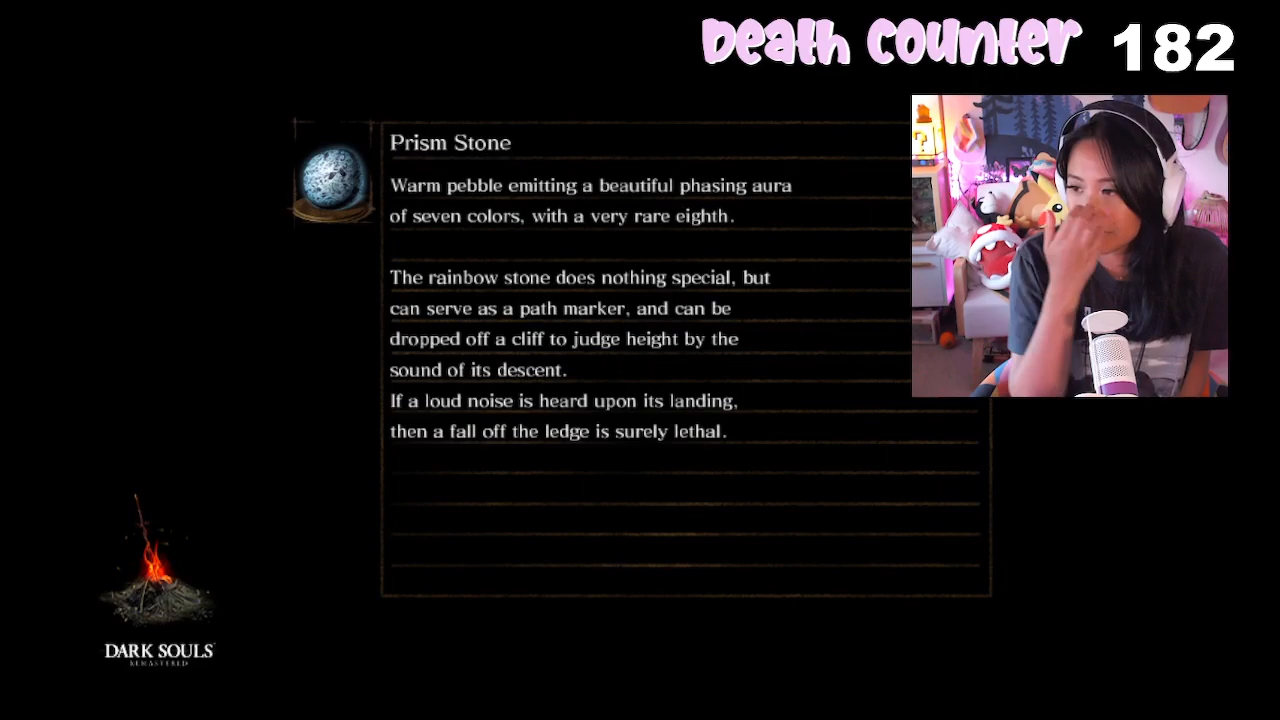 Death Counter 182
Prism Stone
Warm pebble emitting a beautiful phasing aura
of seven colors, with a very rare eighth.
The rainbow stone does nothing special, but
can serve as a path marker, and can be
dropped off a cliff to judge height by the
sound of its descent.
If a loud noise is heard upon its landing,
then a fall off the ledge is surely lethal.
DARK SOULS
REMASTERED